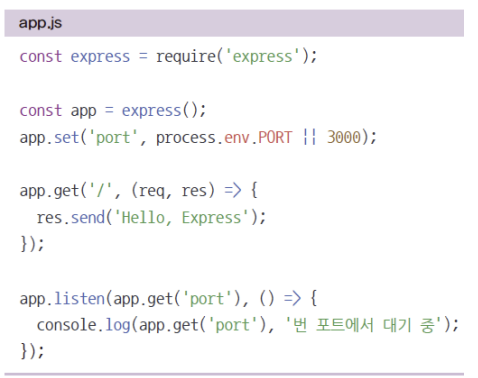 app.js
const express = require('express');
const app = express();
app.set('port', process.env.PORT || 3000);
app.get('/', (req, res) => {
  res.send('Hello, Express');
});
app.listen(app.get('port'), () => {
  console.log(app.get('port'), '번 포트에서 대기 중');
});